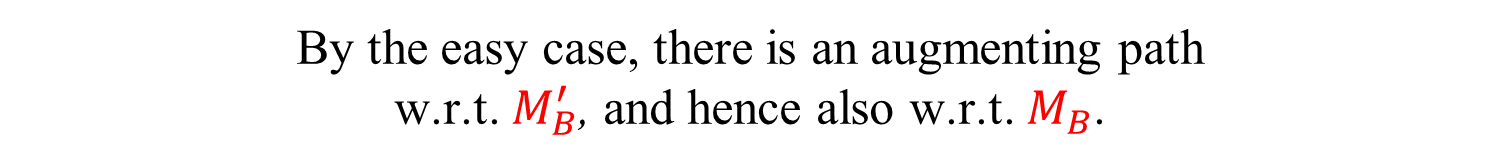 By the easy case, there is an augmenting path
w.r.t. $M'_B$, and hence also w.r.t. $M_B$.